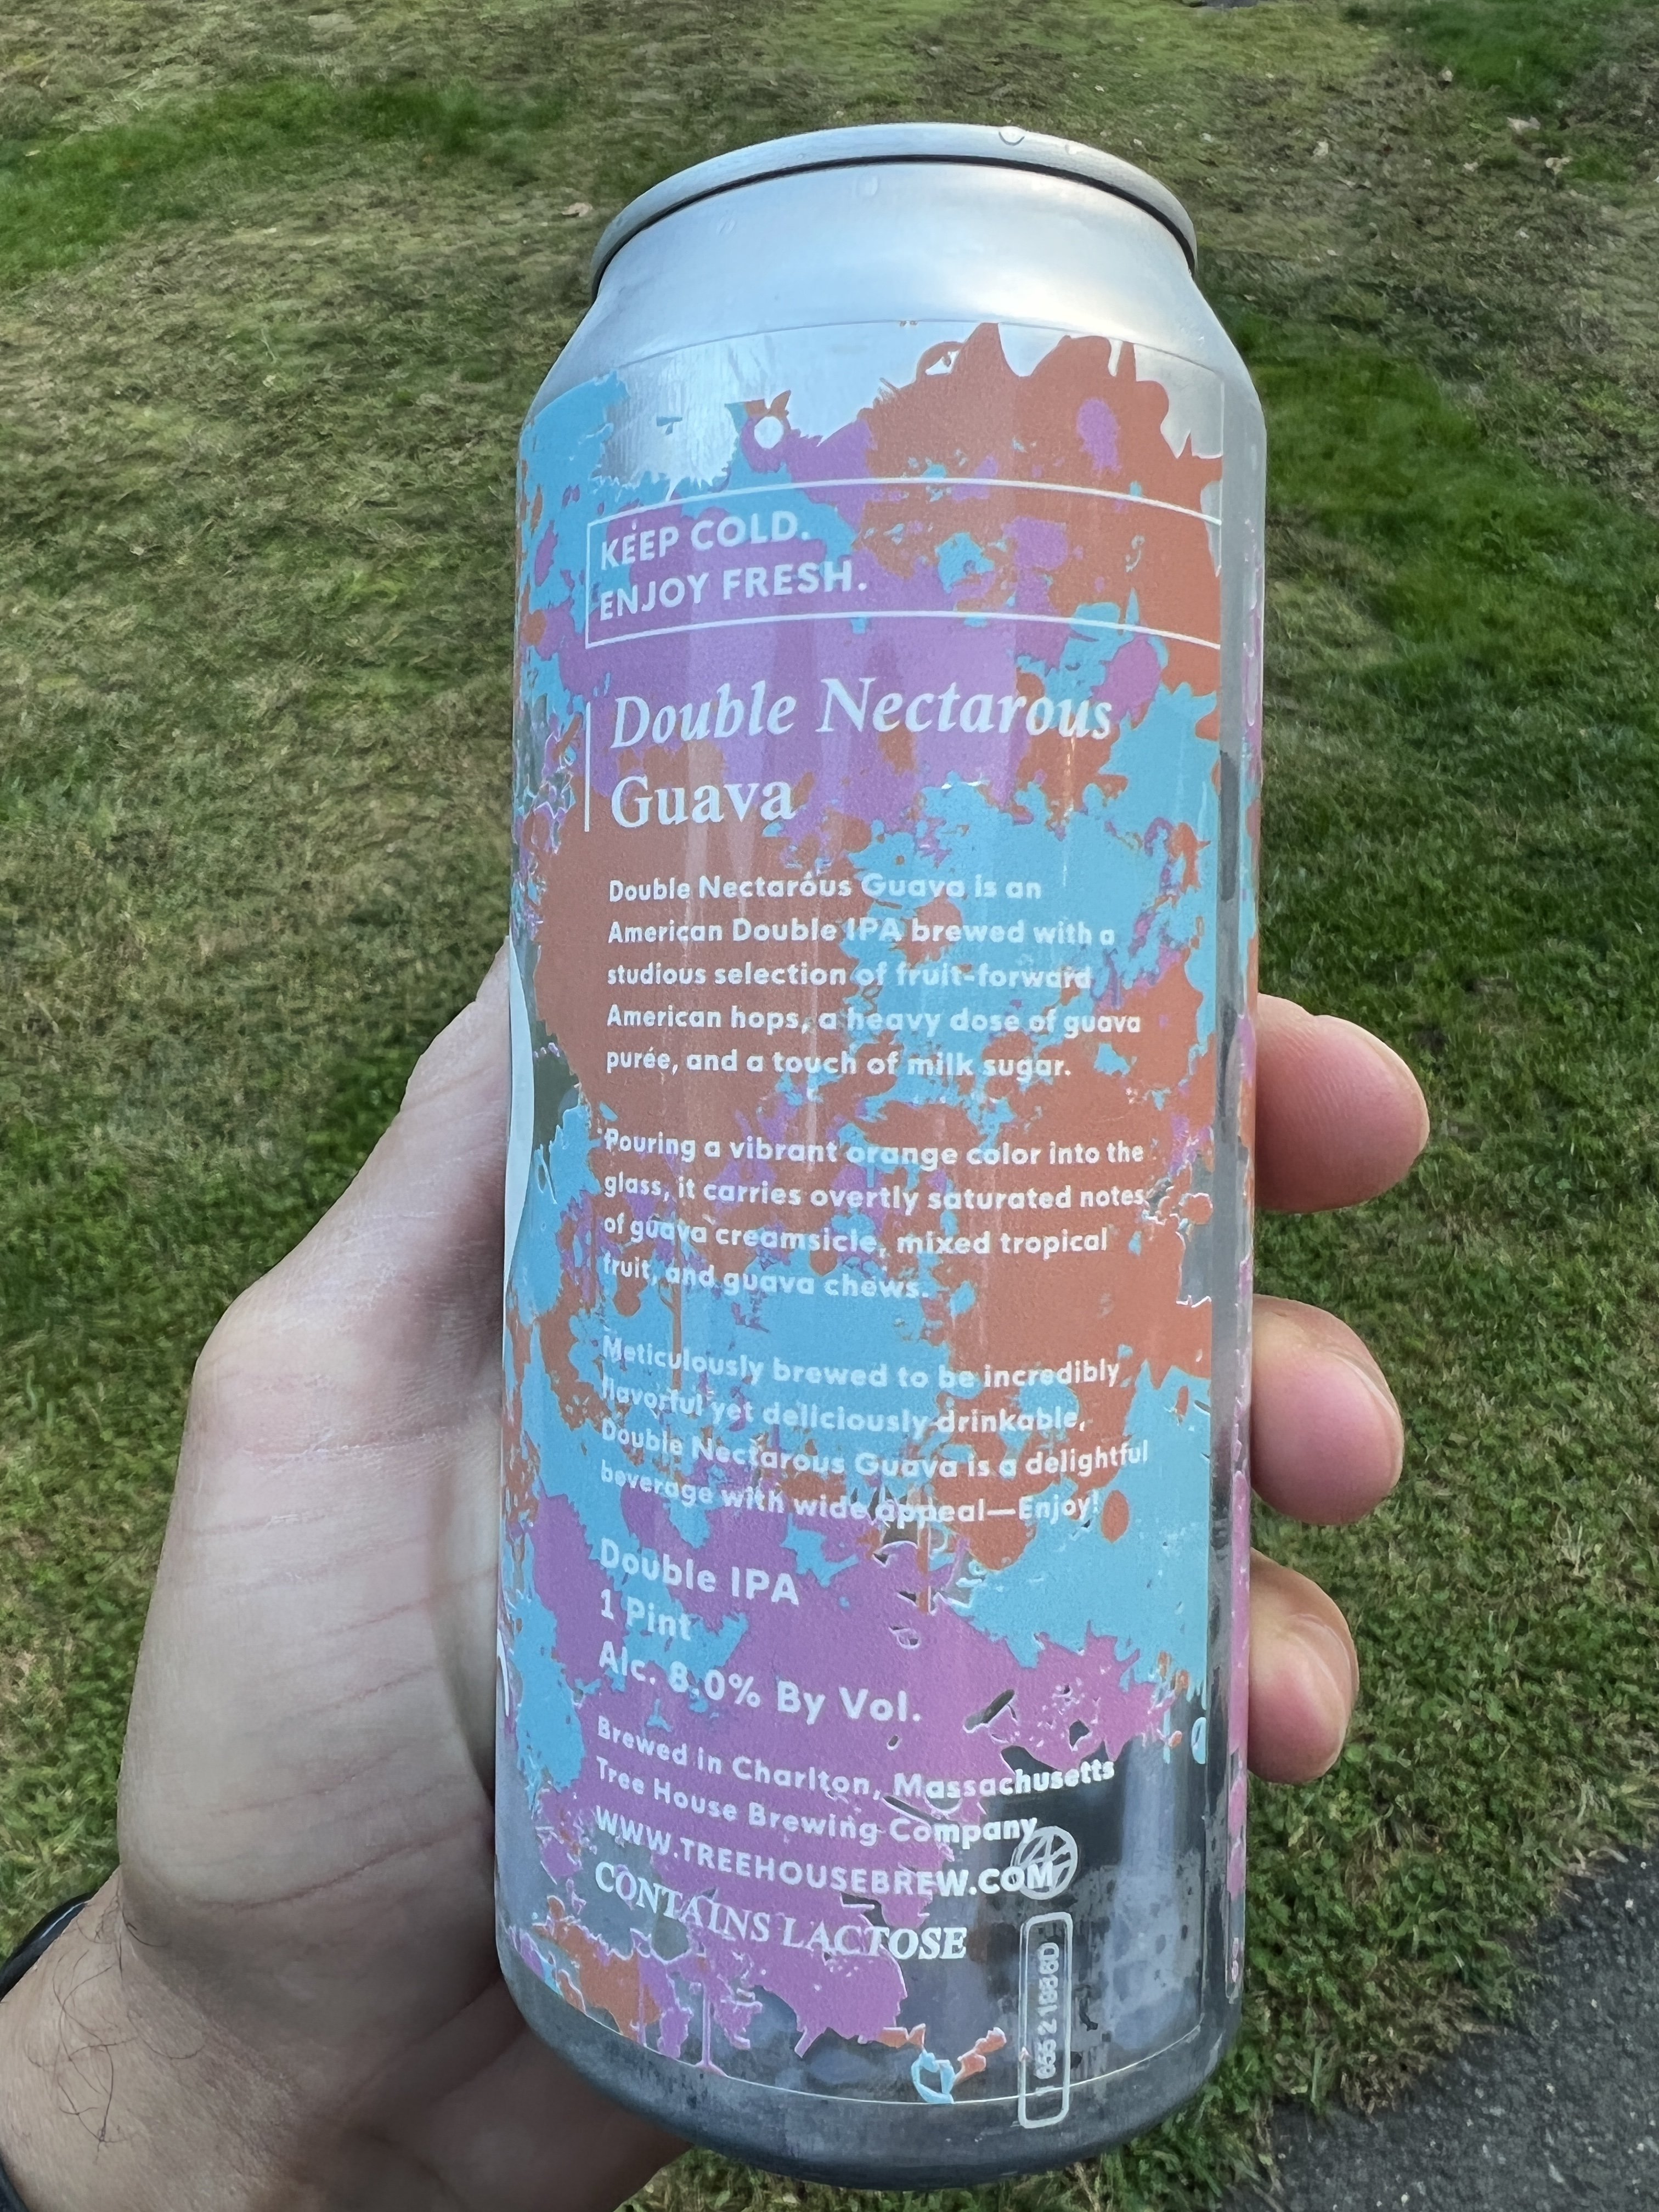 KEEP COLD.
ENJOY FRESH.
Double Nectarous
Guava
Double Nectarous Guava is an
American Double IPA brewed with a
studious selection of fruit-forward
American hops, a heavy dose of guava
purée, and a touch of milk sugar.
Pouring a vibrant orange color into the
glass, it carries overtly saturated notes
of guava creamsicle, mixed tropical
fruit, and guava chews.
Meticulously brewed to be incredibly
flavorful yet deliciously drinkable,
Double Nectarous Guava is a delightful
beverage with wide appeal—Enjoy!
Double IPA
1 Pint
Alc. 8.0% By Vol.
Brewed in Charlton, Massachusetts
Tree House Brewing Company
WWW.TREEHOUSEBREW.COM
CONTAINS LACTOSE